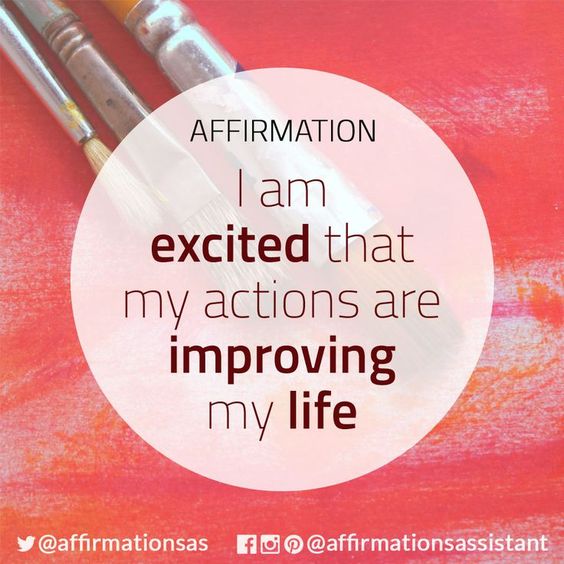 AFFIRMATION
I am
excited that
my actions are
improving
my life
@affirmationsas @affirmationsassistant